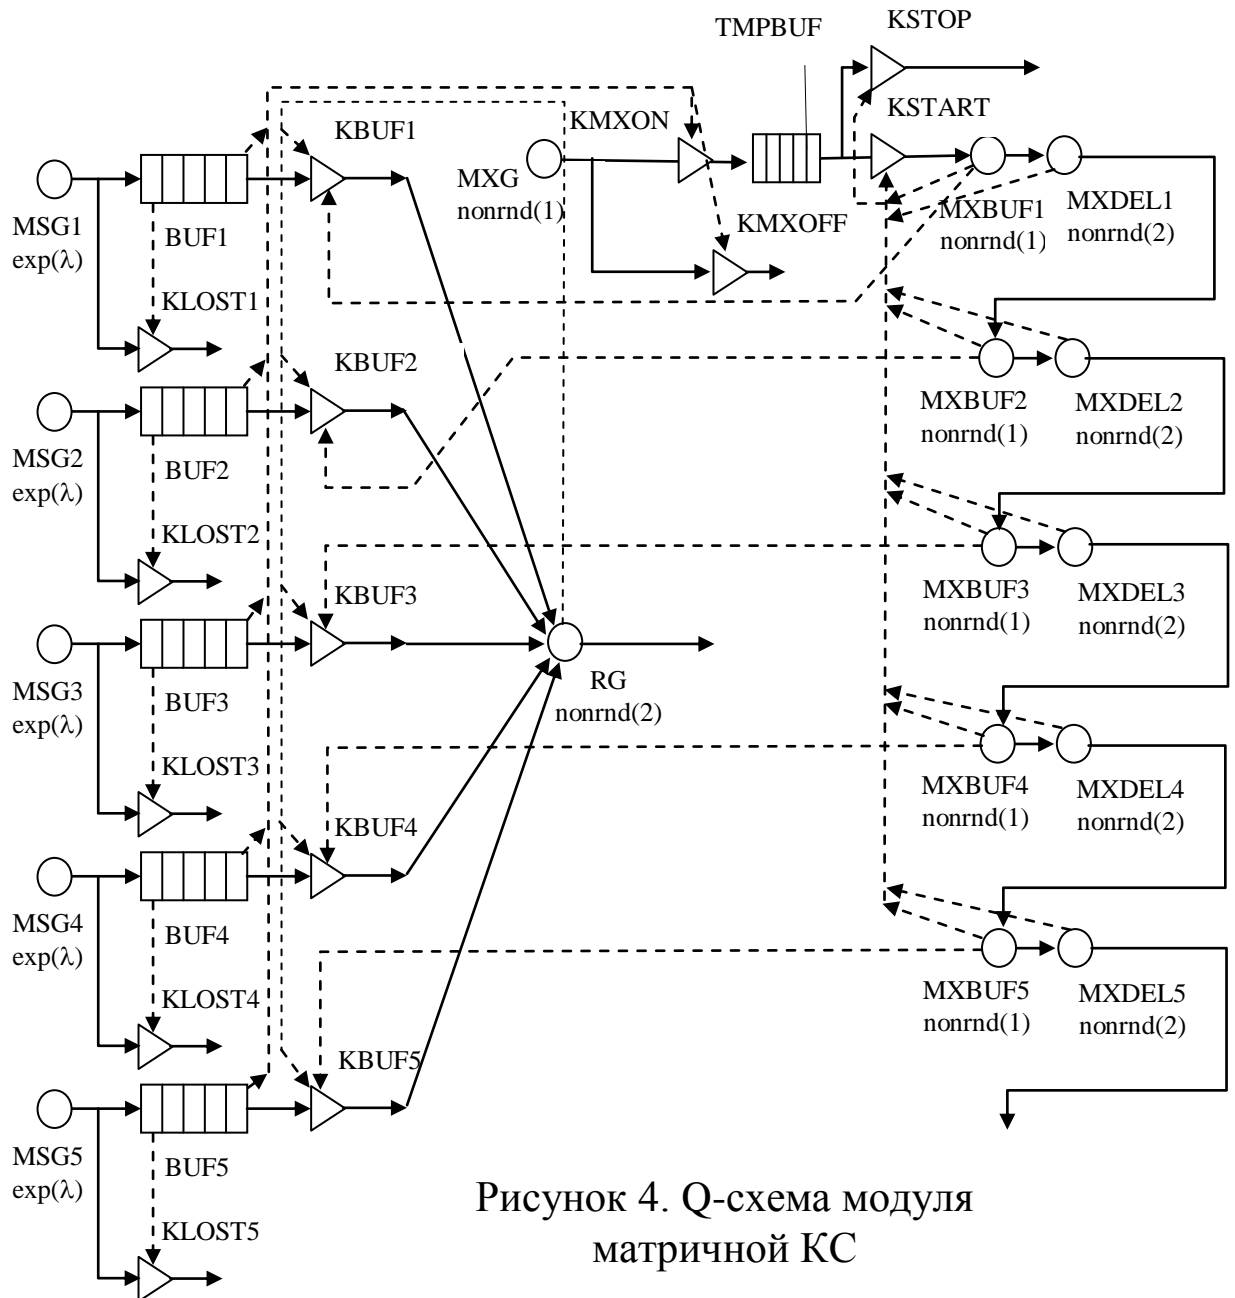 KSTOP
TMPBUF
KSTART
KMXON
KBUF1
MXG
nonrnd(1)
KMXOFF
MXBUF1
nonrnd(1)
MXDEL1
nonrnd(2)
MSG1
exp(λ)
BUF1
KLOST1
KBUF2
MXBUF2
nonrnd(1)
MXDEL2
nonrnd(2)
MSG2
exp(λ)
BUF2
KLOST2
KBUF3
MXBUF3
nonrnd(1)
MXDEL3
nonrnd(2)
MSG3
exp(λ)
BUF3
RG
nonrnd(2)
KLOST3
KBUF4
MXBUF4
nonrnd(1)
MXDEL4
nonrnd(2)
MSG4
exp(λ)
BUF4
KLOST4
KBUF5
MXBUF5
nonrnd(1)
MXDEL5
nonrnd(2)
MSG5
exp(λ)
BUF5
KLOST5
Рисунок 4. Q-схема модуля
матричной КС